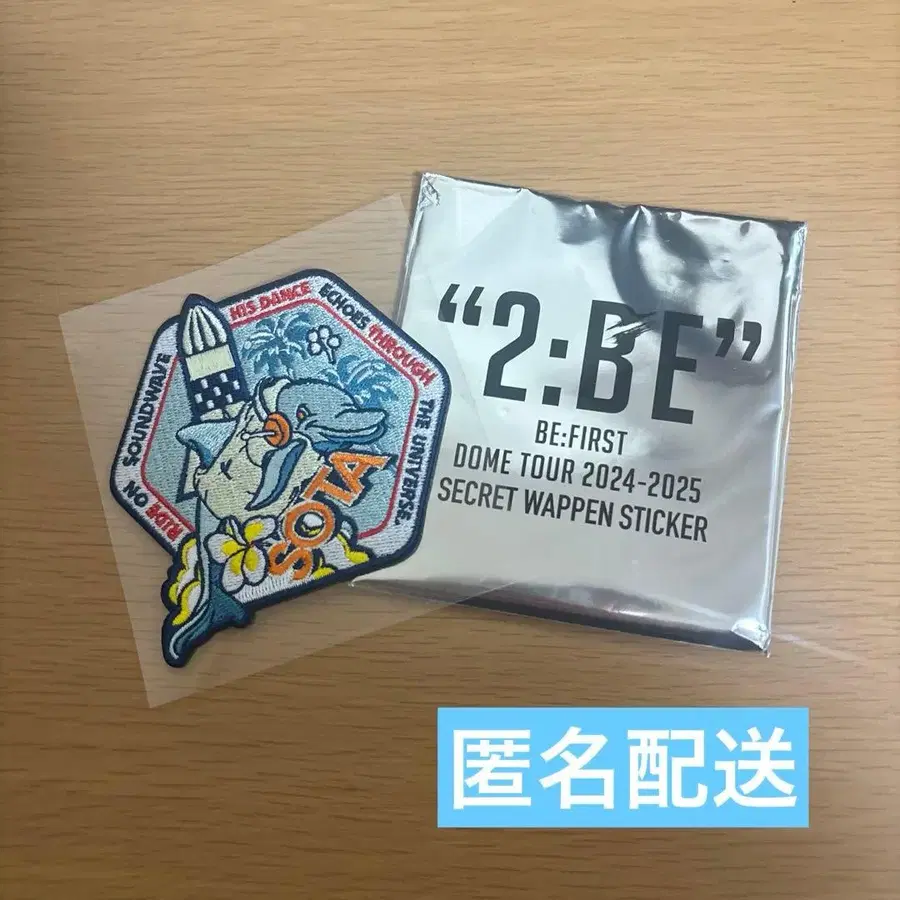 RIDE ON SOUNDWAVE
HIS DANCE ECHOES THROUGH THE UNIVERSE.
SOTA
“2:BE”
BE:FIRST
DOME TOUR 2024-2025
SECRET WAPPEN STICKER
匿名配送